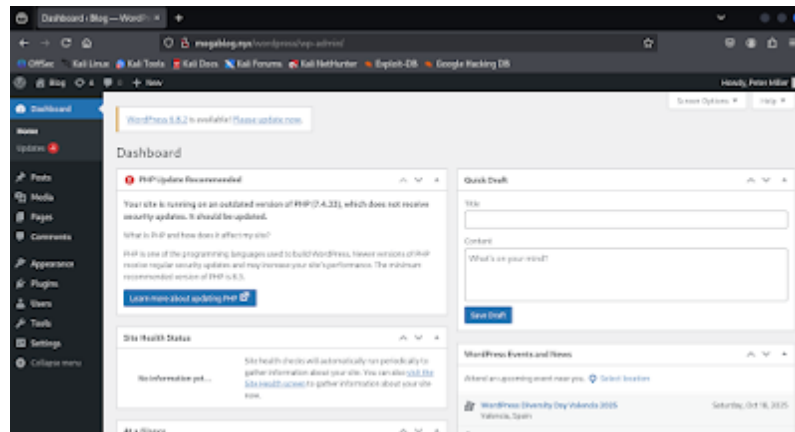 Dashboard ‹ Blog — WordPr
megablog.nyx/wordpress/wp-admin/
OffSec Kali Linux Kali Tools Kali Docs Kali Forums Kali NetHunter Exploit-DB Google Hacking DB
Blog 4 0 + New Howdy, Peter Miller
Dashboard
Home
Updates 4
Posts
Media
Pages
Comments
Appearance
Plugins
Users
Tools
Settings
Collapse menu
Screen Options Help
WordPress 6.8.2 is available! Please update now.
Dashboard
PHP Update Recommended
Your site is running on an outdated version of PHP (7.4.33), which does not receive
security updates. It should be updated.
What is PHP and how does it affect my site?
PHP is one of the programming languages used to build WordPress. Newer versions of PHP
receive regular security updates and may increase your site's performance. The minimum
recommended version of PHP is 8.3.
Learn more about updating PHP
Site Health Status
No information yet…
Site health checks will automatically run periodically to
gather information about your site. You can also visit the
Site Health screen to gather information about your site
now.
At a Glance
Quick Draft
Title
Content
What's on your mind?
Save Draft
WordPress Events and News
Attend an upcoming event near you. Select location
WordPress Diversity Day Valencia 2025 Saturday, Oct 18, 2025
Valencia, Spain